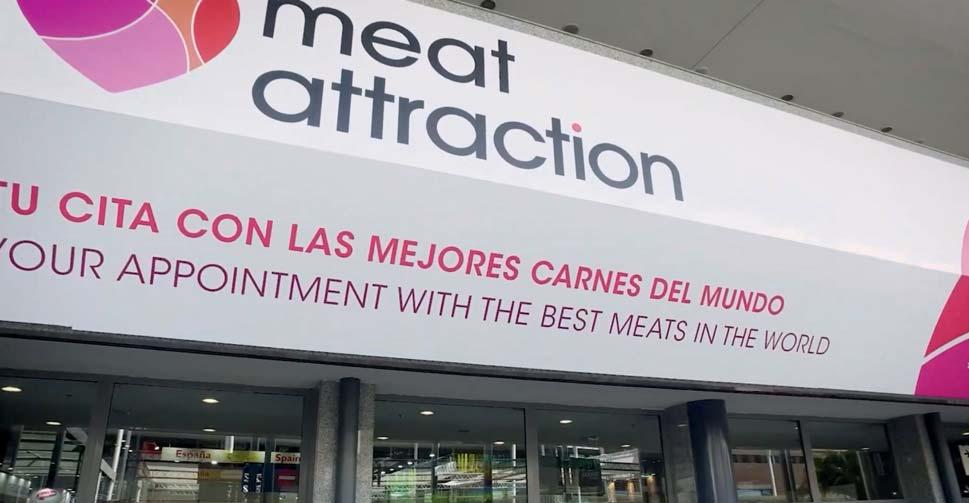 meat
attraction
TU CITA CON LAS MEJORES CARNES DEL MUNDO
YOUR APPOINTMENT WITH THE BEST MEATS IN THE WORLD
España Spain